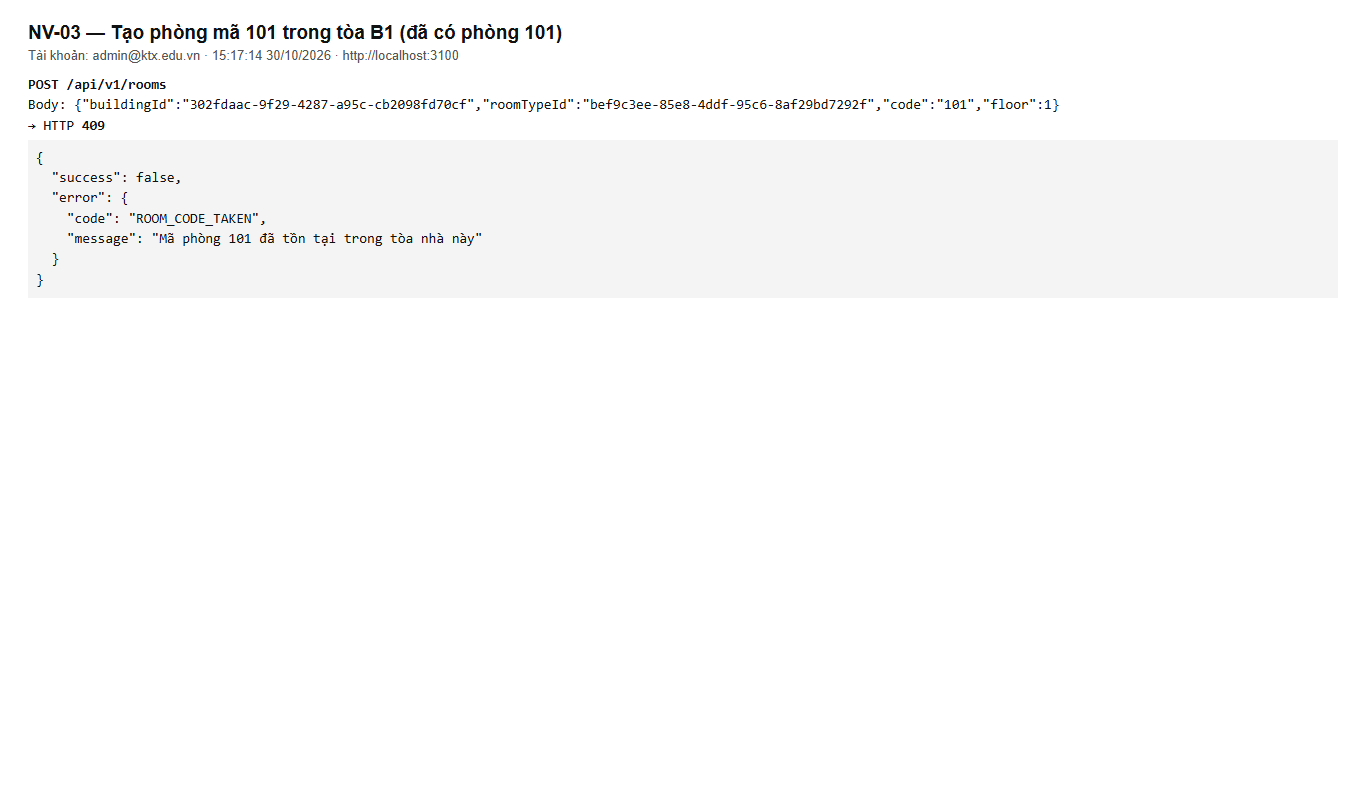 NV-03 — Tạo phòng mã 101 trong tòa B1 (đã có phòng 101)
Tài khoản: admin@ktx.edu.vn · 15:17:14 30/10/2026 · http://localhost:3100
POST /api/v1/rooms
Body: {"buildingId":"302fdaac-9f29-4287-a95c-cb2098fd70cf","roomTypeId":"bef9c3ee-85e8-4ddf-95c6-8af29bd7292f","code":"101","floor":1}
→ HTTP 409
{
  "success": false,
  "error": {
    "code": "ROOM_CODE_TAKEN",
    "message": "Mã phòng 101 đã tồn tại trong tòa nhà này"
  }
}